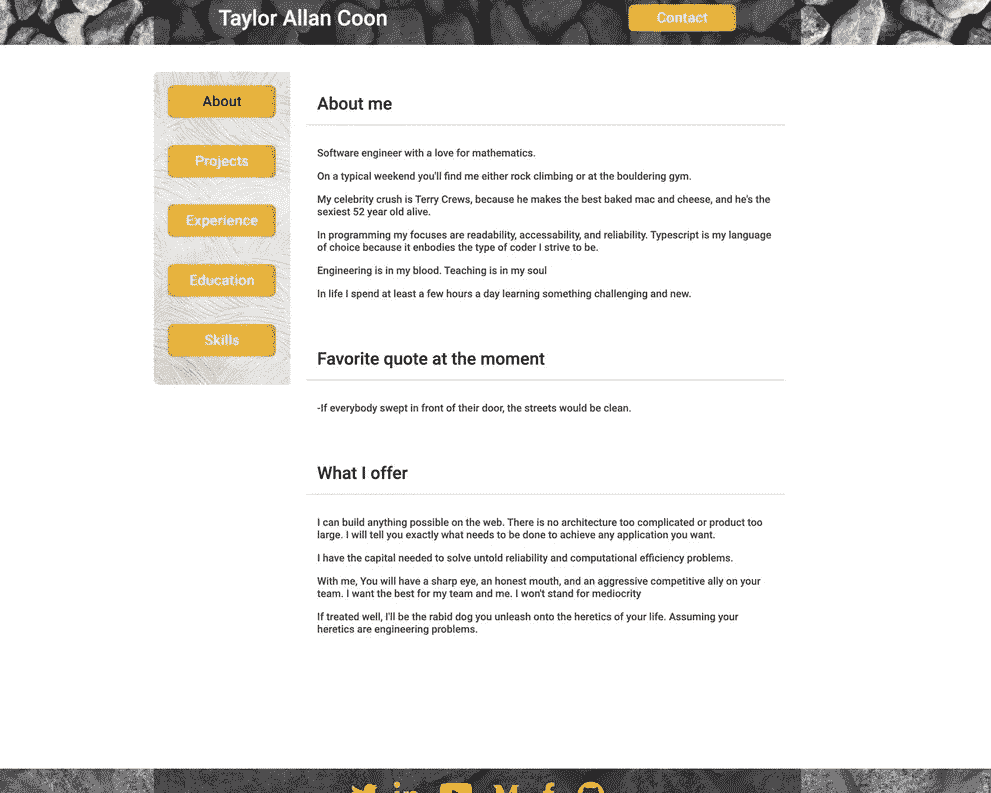 Taylor Allan Coon
Contact
About
Projects
Experience
Education
Skills
About me
Software engineer with a love for mathematics.
On a typical weekend you'll find me either rock climbing or at the bouldering gym.
My celebrity crush is Terry Crews, because he makes the best baked mac and cheese, and he's the
sexiest 52 year old alive.
In programming my focuses are readability, accessability, and reliability. Typescript is my language
of choice because it enbodies the type of coder I strive to be.
Engineering is in my blood. Teaching is in my soul
In life I spend at least a few hours a day learning something challenging and new.
Favorite quote at the moment
-If everybody swept in front of their door, the streets would be clean.
What I offer
I can build anything possible on the web. There is no architecture too complicated or product too
large. I will tell you exactly what needs to be done to achieve any application you want.
I have the capital needed to solve untold reliability and computational efficiency problems.
With me, You will have a sharp eye, an honest mouth, and an aggressive competitive ally on your
team. I want the best for my team and me. I won't stand for mediocrity
If treated well, I'll be the rabid dog you unleash onto the heretics of your life. Assuming your
heretics are engineering problems.